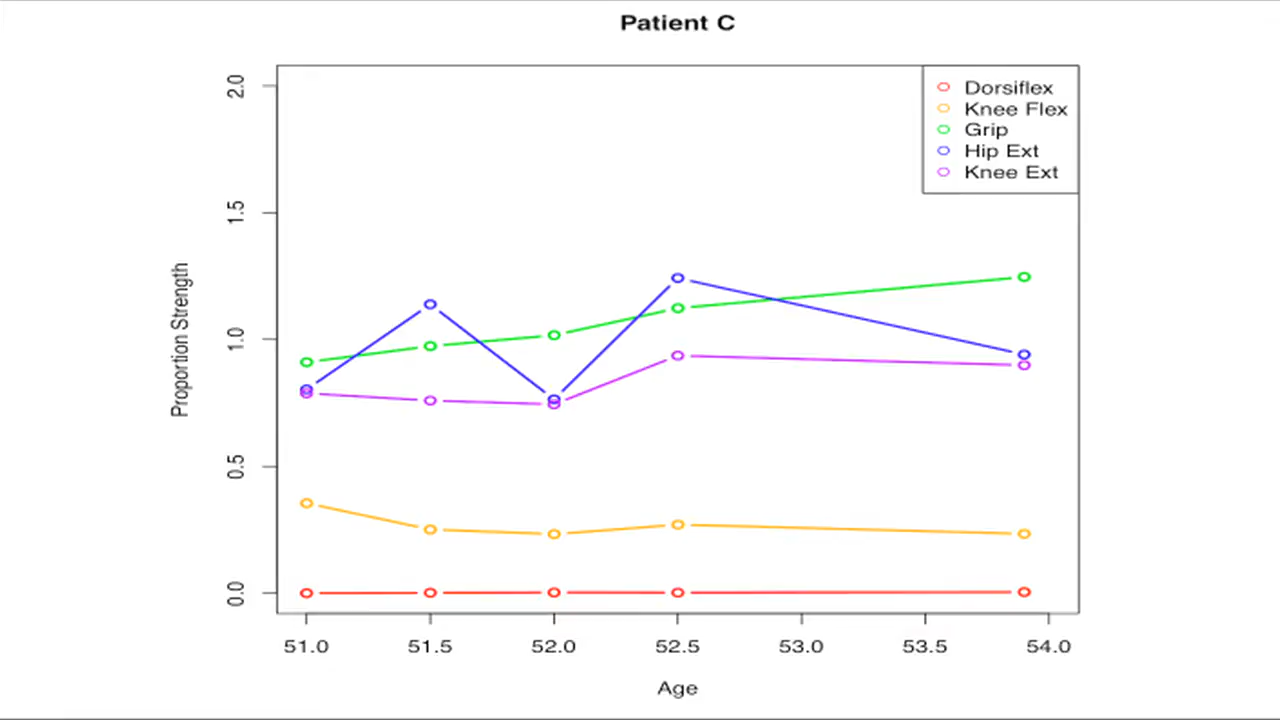 Patient C
Dorsiflex
Knee Flex
Grip
Hip Ext
Knee Ext
Proportion Strength
2.0
1.5
1.0
0.5
0.0
51.0 51.5 52.0 52.5 53.0 53.5 54.0
Age